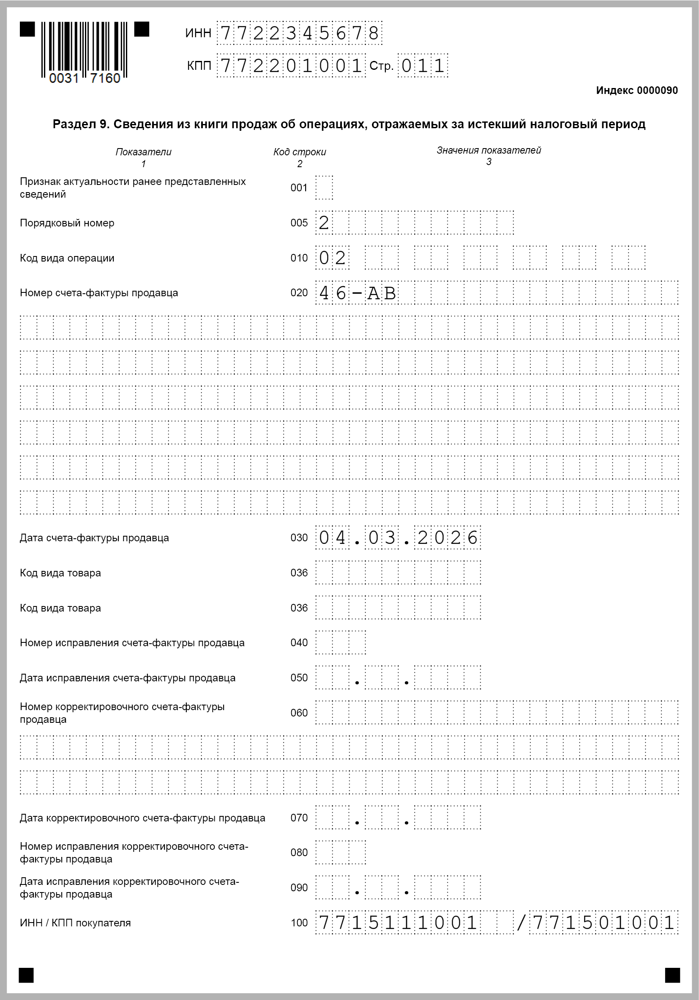 ИНН 7722345678
КПП 772201001 Стр. 011
0031 7160
Индекс 0000090
Раздел 9. Сведения из книги продаж об операциях, отражаемых за истекший налоговый период
Показатели Код строки Значения показателей
1 2 3
Признак актуальности ранее представленных
сведений 001
Порядковый номер 005 2
Код вида операции 010 02
Номер счета-фактуры продавца 020 46-АВ
Дата счета-фактуры продавца 030 04.03.2026
Код вида товара 036
Код вида товара 036
Номер исправления счета-фактуры продавца 040
Дата исправления счета-фактуры продавца 050 . .
Номер корректировочного счета-фактуры
продавца 060
Дата корректировочного счета-фактуры продавца 070 . .
Номер исправления корректировочного счета-
фактуры продавца 080
Дата исправления корректировочного счета-
фактуры продавца 090 . .
ИНН / КПП покупателя 100 7715111001 / 771501001